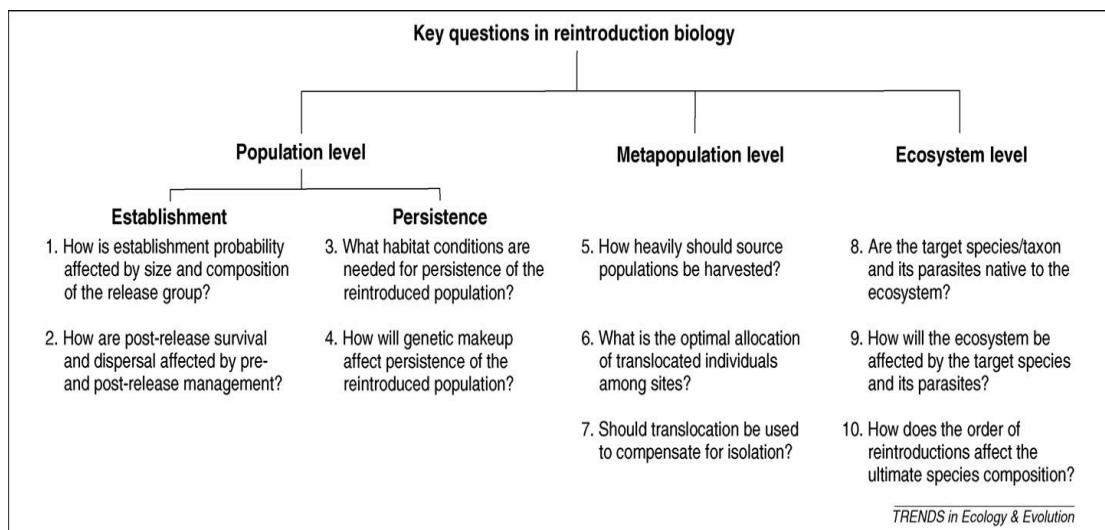 Key questions in reintroduction biology
Population level
Metapopulation level
Ecosystem level
Establishment
Persistence
1. How is establishment probability
affected by size and composition
of the release group?
2. How are post-release survival
and dispersal affected by pre-
and post-release management?
3. What habitat conditions are
needed for persistence of the
reintroduced population?
4. How will genetic makeup
affect persistence of the
reintroduced population?
5. How heavily should source
populations be harvested?
6. What is the optimal allocation
of translocated individuals
among sites?
7. Should translocation be used
to compensate for isolation?
8. Are the target species/taxon
and its parasites native to the
ecosystem?
9. How will the ecosystem be
affected by the target species
and its parasites?
10. How does the order of
reintroductions affect the
ultimate species composition?
TRENDS in Ecology & Evolution